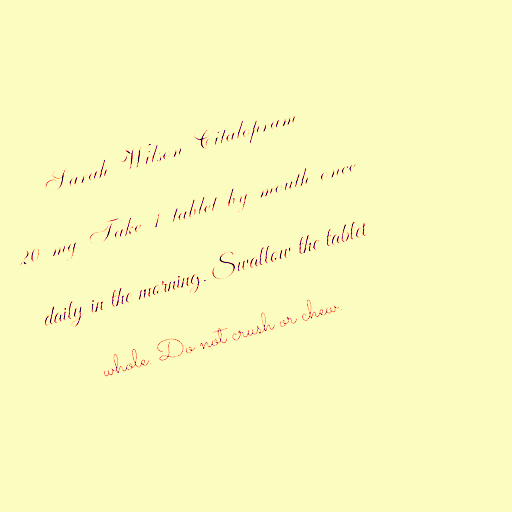 Sarah Wilson Citalopram
20 mg Take 1 tablet by mouth once
daily in the morning. Swallow the tablet
whole. Do not crush or chew.